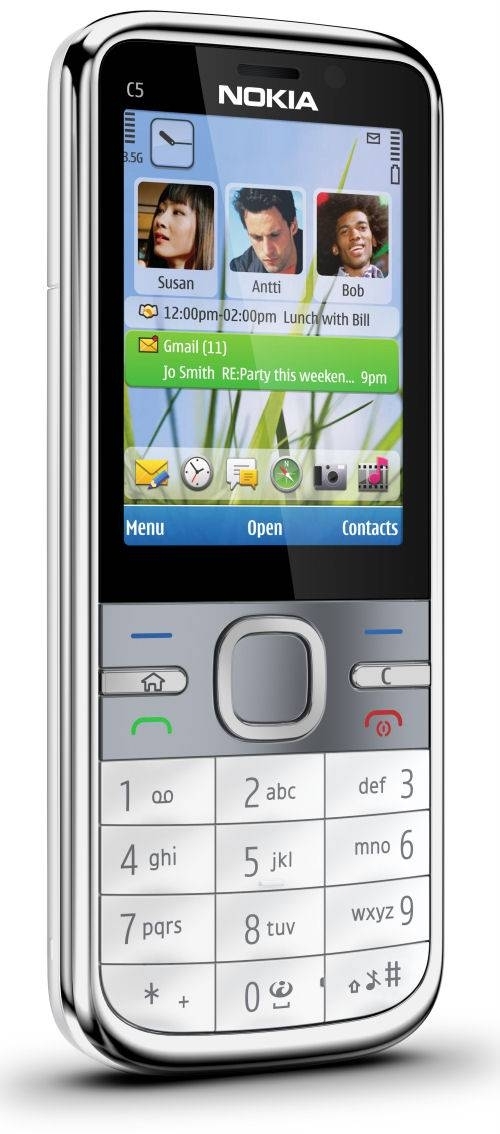 C5
NOKIA
3.5G
Susan Antti Bob
12:00pm-02:00pm Lunch with Bill
Gmail (11)
Jo Smith RE:Party this weeken... 9pm
Menu Open Contacts
C
1
2 abc
def 3
4 ghi
5 jkl
mno 6
7 pqrs
8 tuv
wxyz 9
* +
0
#